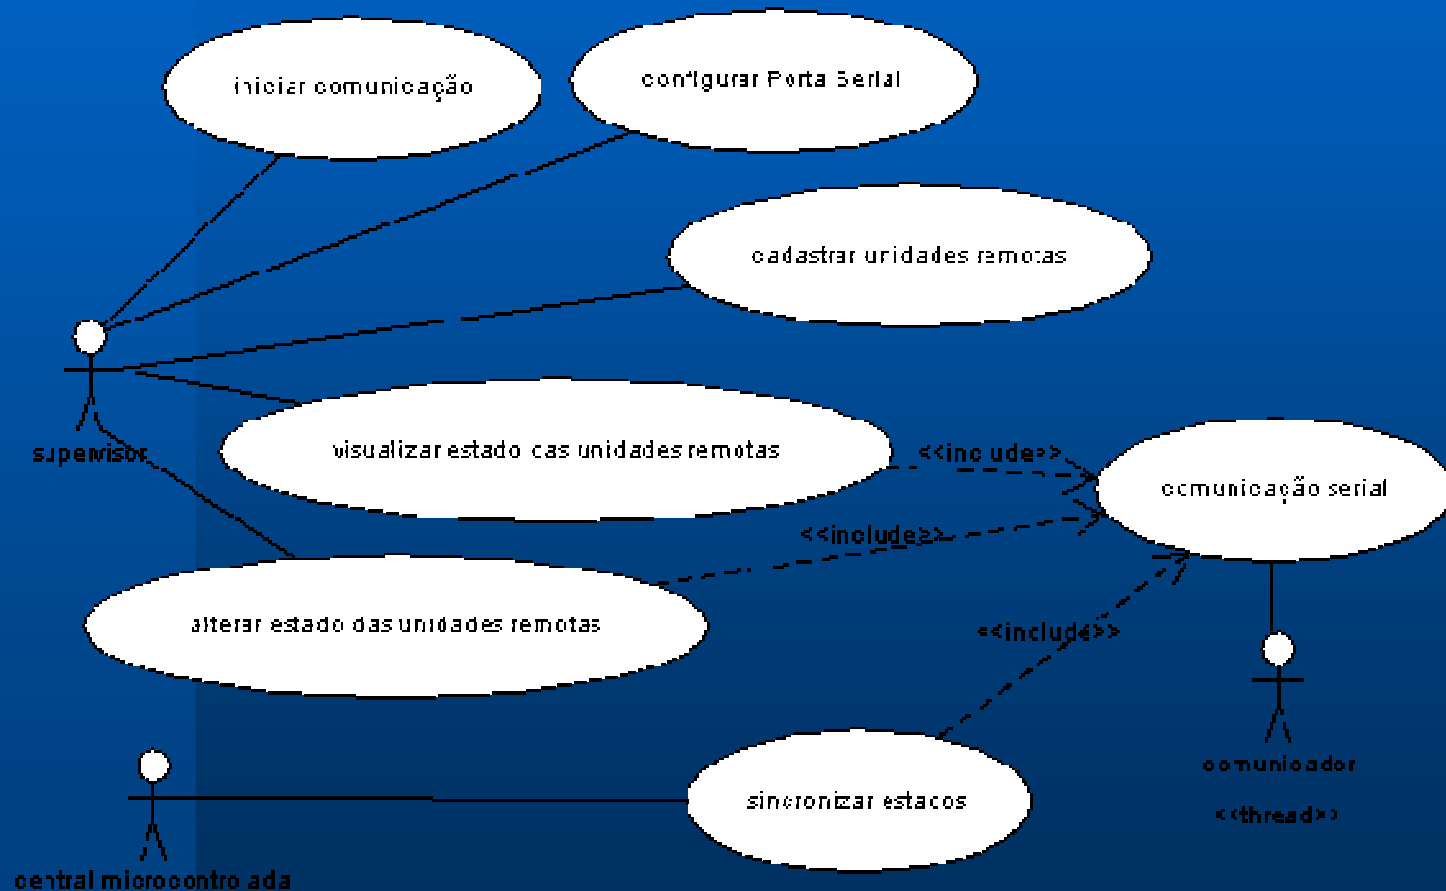 iniciar comunicação
configurar Porta Serial
cadastrar unidades remotas
supervisor
visualizar estado das unidades remotas
<<include>>
comunicação serial
<<include>>
alterar estado das unidades remotas
<<include>>
comunicador
<<thread>>
sincronizar estados
central microcontrolada